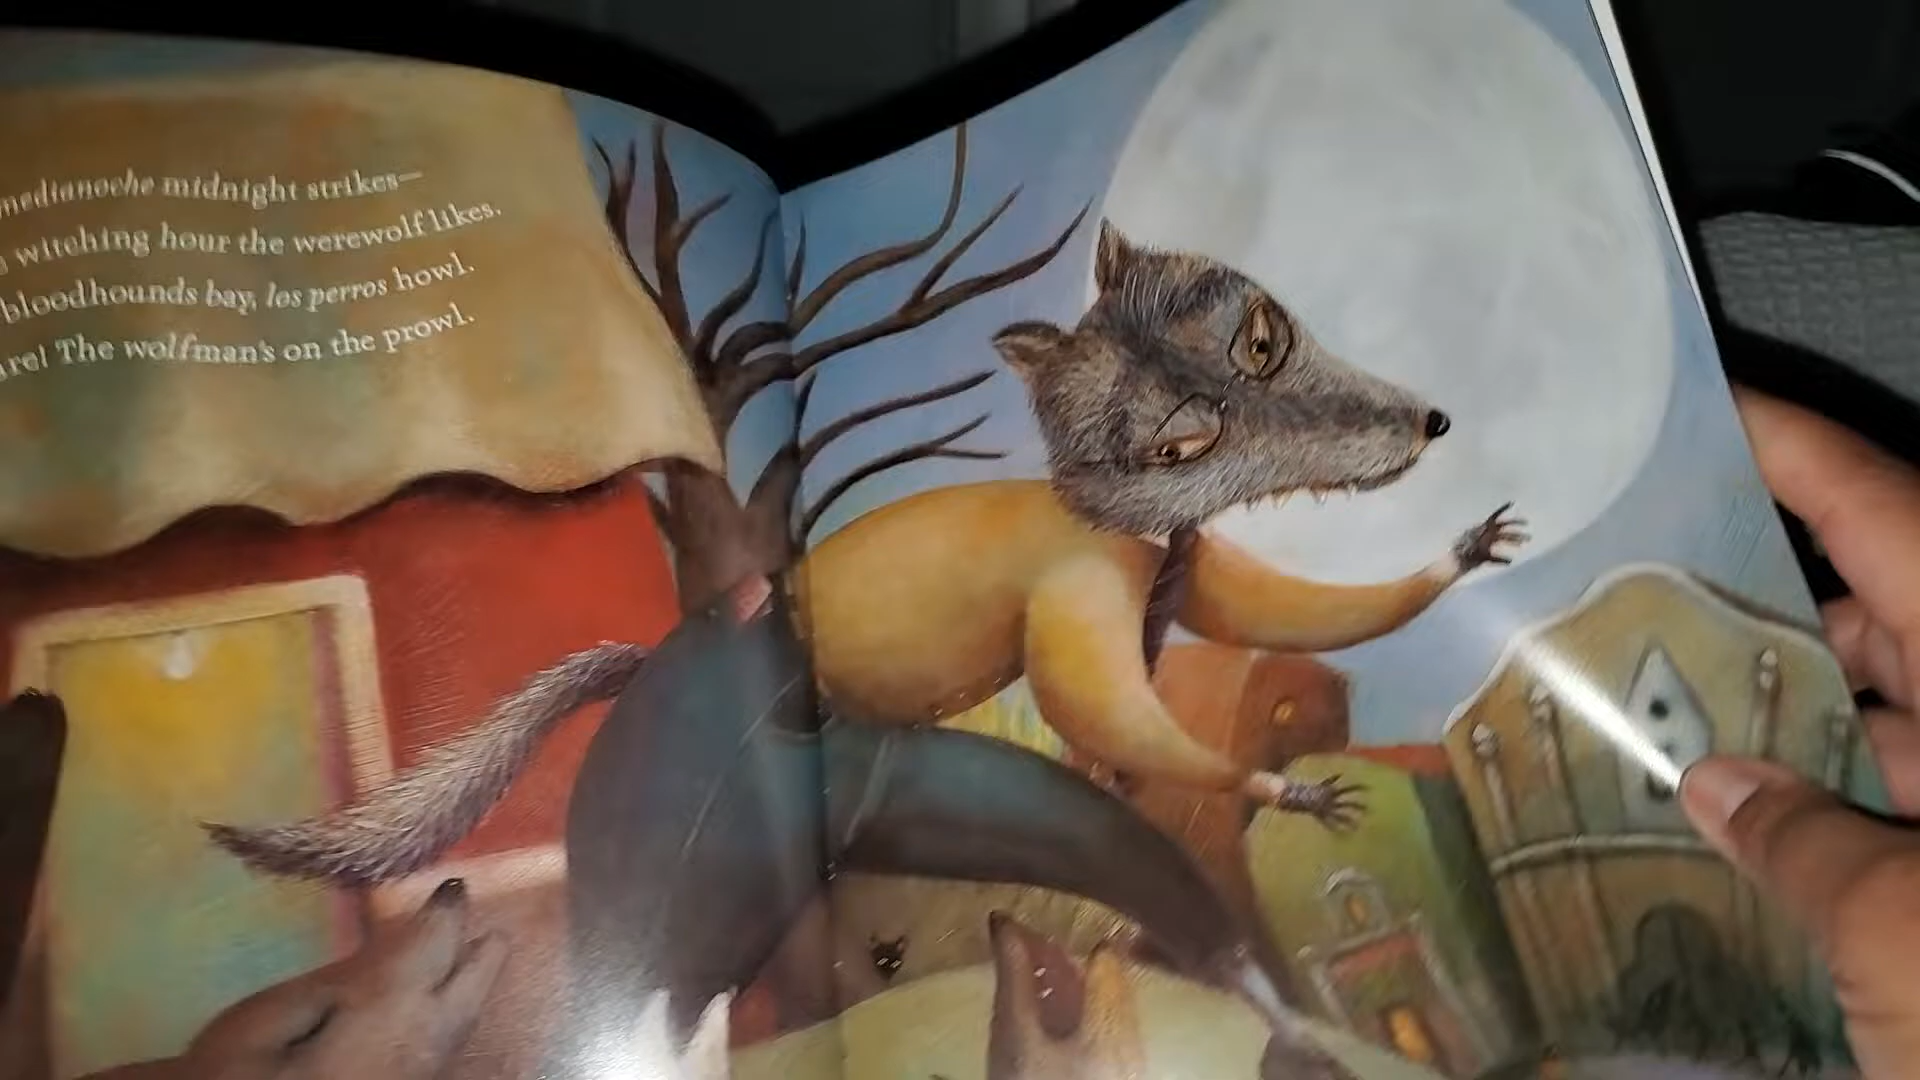 medianoche midnight strikes—
witching hour the werewolf likes.
bloodhounds bay, los perros howl.
The wolfman's on the prowl.